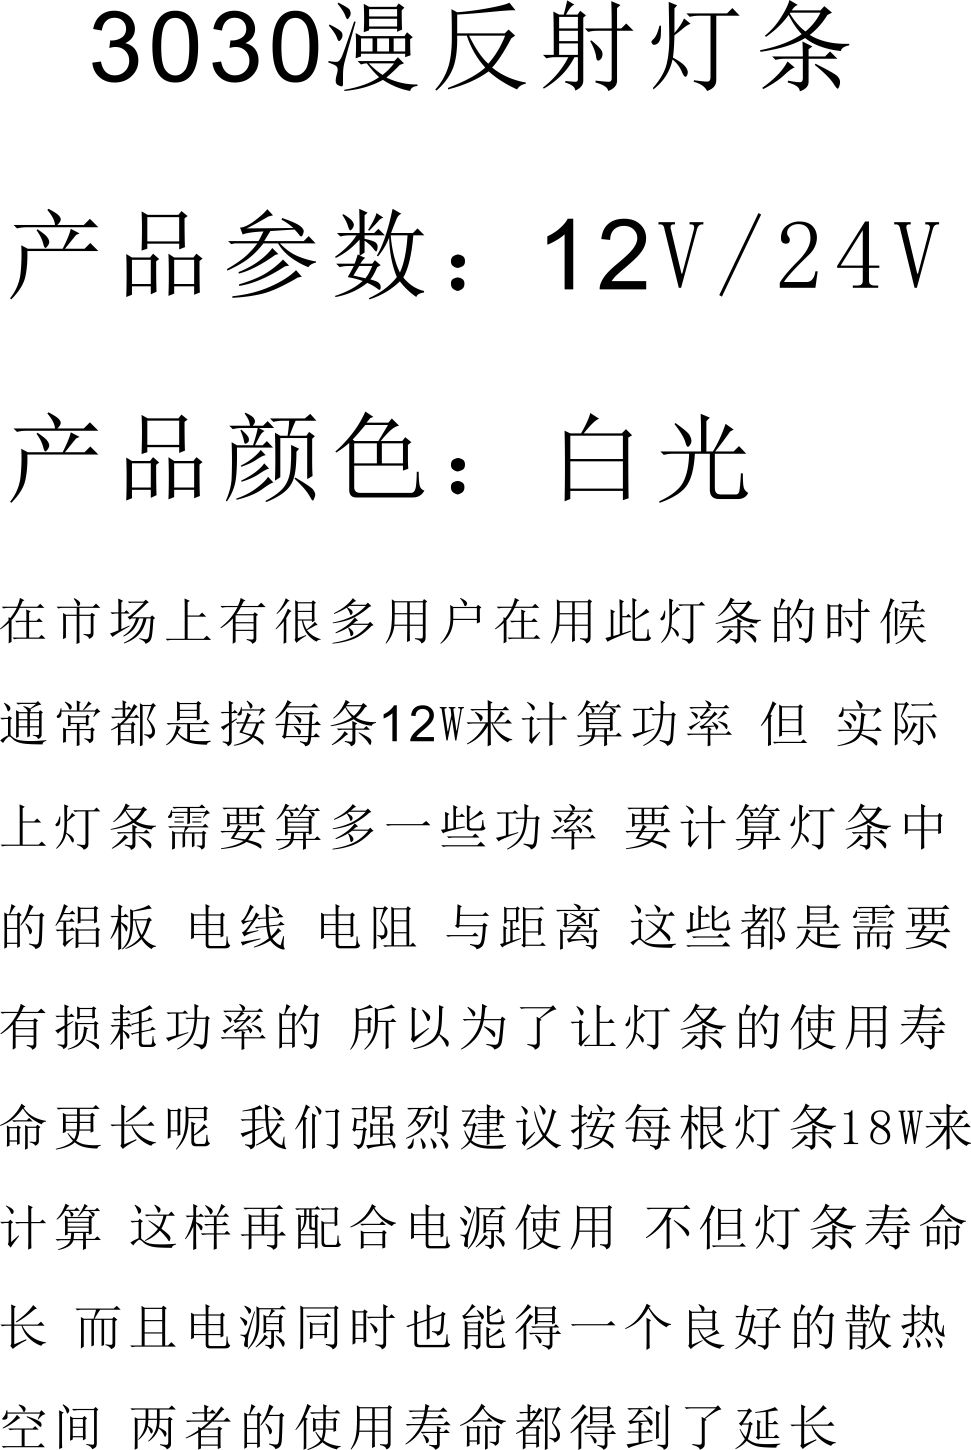 3030漫反射灯条
产品参数：12V/24V
产品颜色：白光
在市场上有很多用户在用此灯条的时候
通常都是按每条12W来计算功率 但 实际
上灯条需要算多一些功率 要计算灯条中
的铝板 电线 电阻 与距离 这些都是需要
有损耗功率的 所以为了让灯条的使用寿
命更长呢 我们强烈建议按每根灯条18W来
计算 这样再配合电源使用 不但灯条寿命
长 而且电源同时也能得一个良好的散热
空间 两者的使用寿命都得到了延长